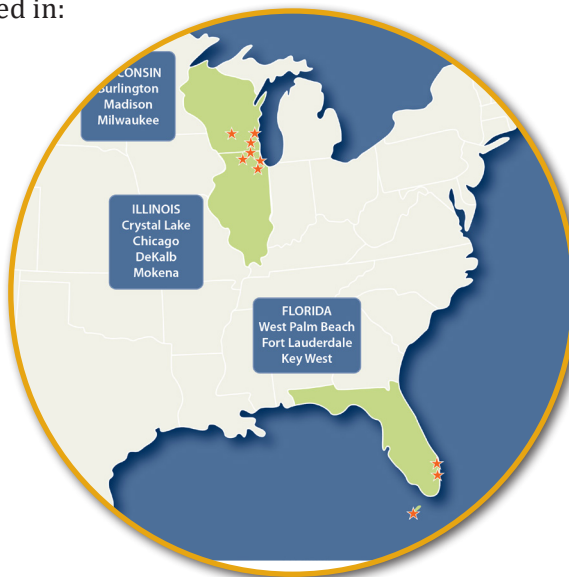 ed in:
CONSIN
Burlington
Madison
Milwaukee
ILLINOIS
Crystal Lake
Chicago
DeKalb
Mokena
FLORIDA
West Palm Beach
Fort Lauderdale
Key West